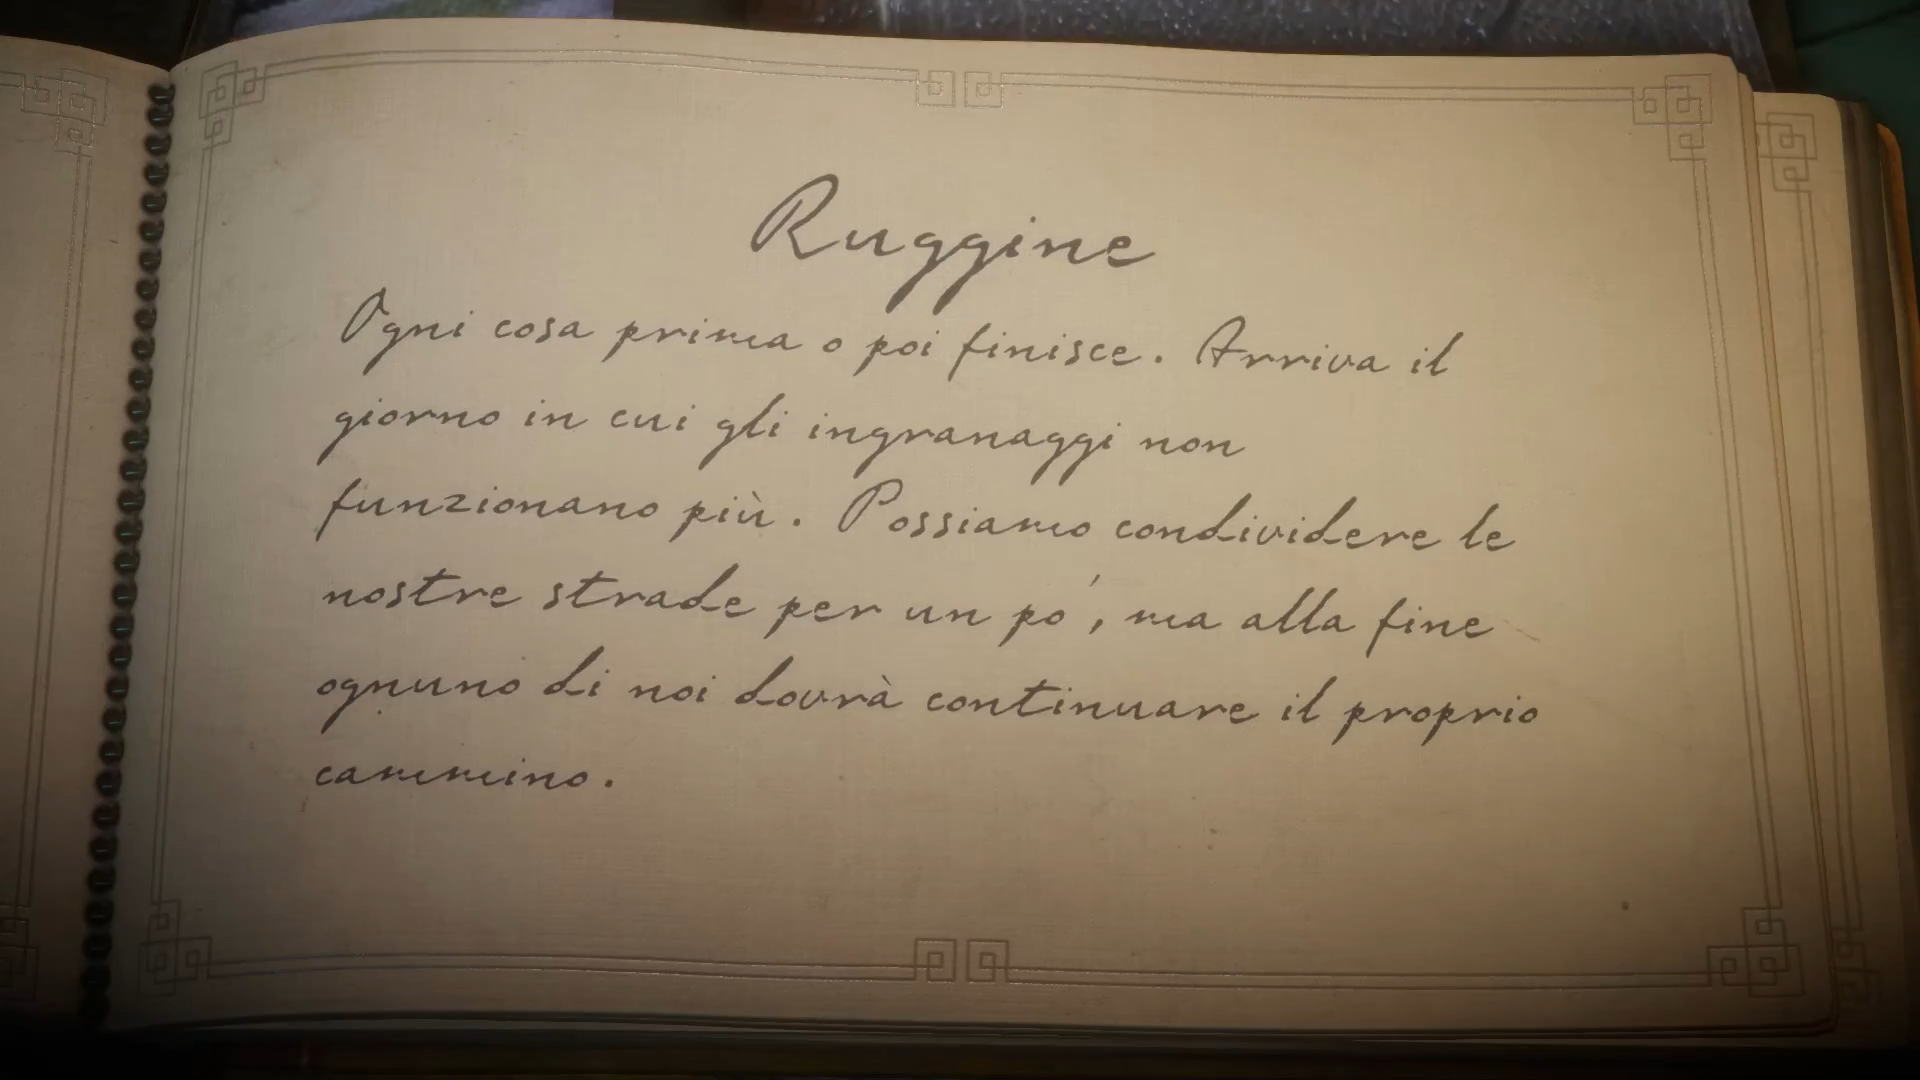 Ruggine
Ogni cosa prima o poi finisce. Arriva il
giorno in cui gli ingranaggi non
funzionano più. Possiamo condividere le
nostre strade per un po', ma alla fine
ognuno di noi dovrà continuare il proprio
cammino.